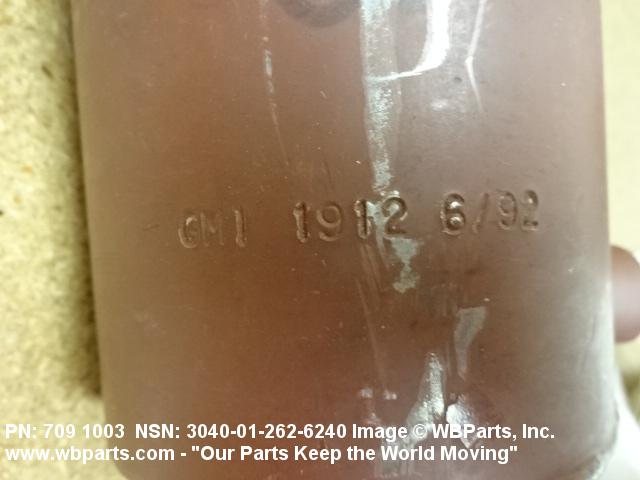 GMI 1912 6/92
PN: 709 1003 NSN: 3040-01-262-6240 Image © WBParts, Inc.
www.wbparts.com - "Our Parts Keep the World Moving"